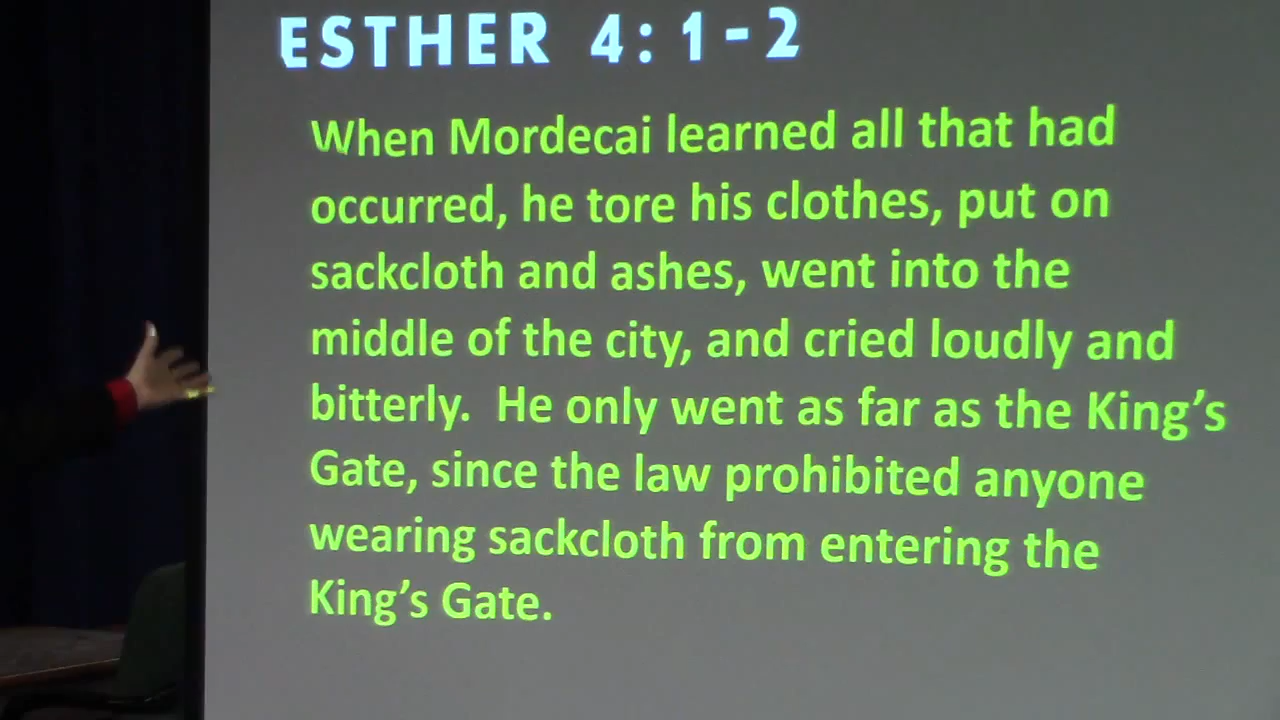 ESTHER 4:1-2
When Mordecai learned all that had
occurred, he tore his clothes, put on
sackcloth and ashes, went into the
middle of the city, and cried loudly and
bitterly.  He only went as far as the King’s
Gate, since the law prohibited anyone
wearing sackcloth from entering the
King’s Gate.